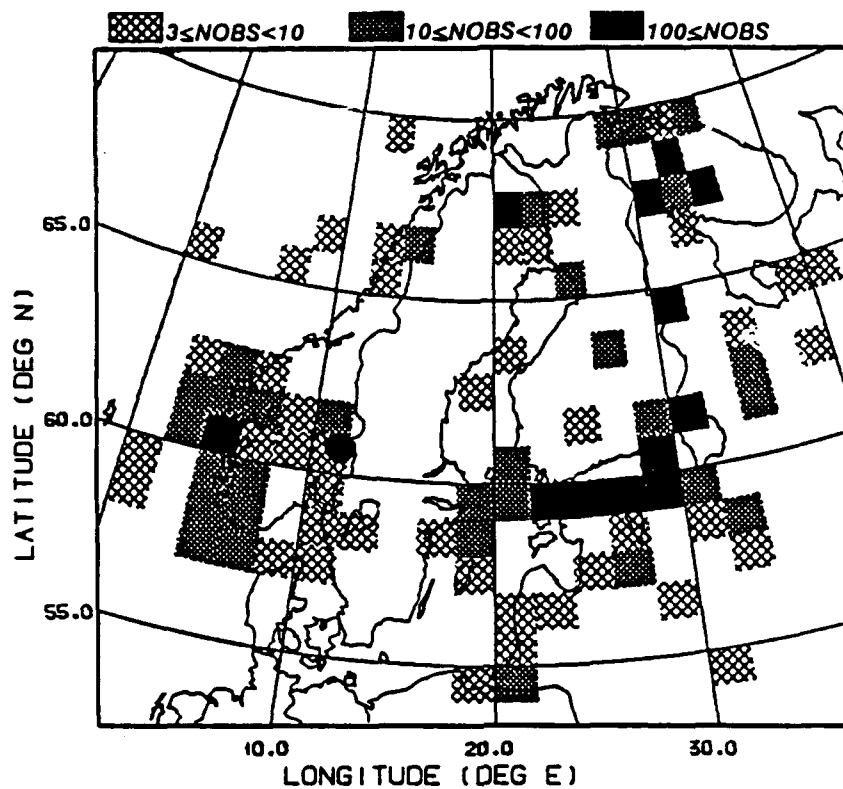 3≤NOBS<10 10≤NOBS<100 100≤NOBS
65.0
60.0
55.0
LATITUDE (DEG N)
10.0 20.0 30.0
LONGITUDE (DEG E)